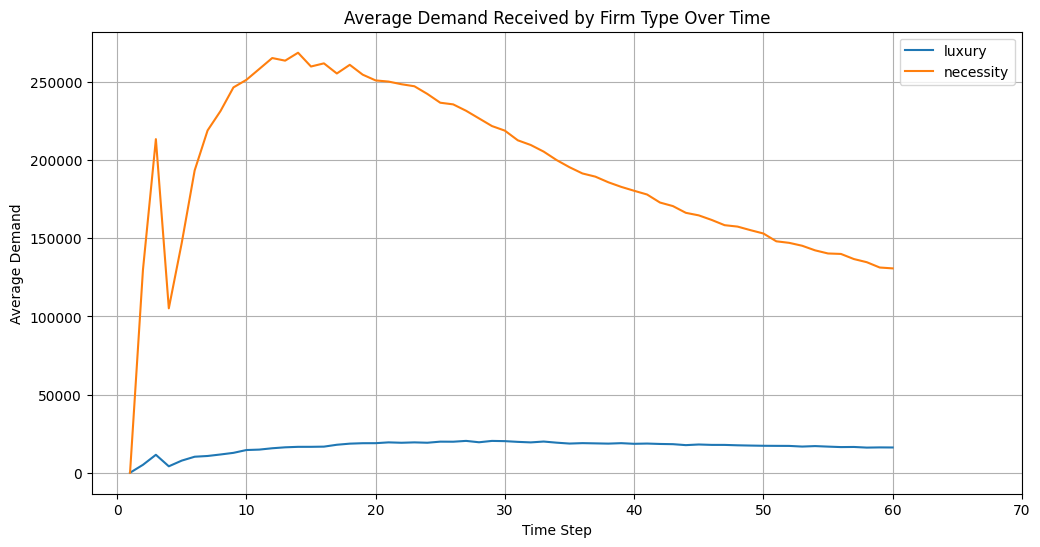 Average Demand Received by Firm Type Over Time
luxury
necessity
250000
200000
150000
100000
50000
0
Average Demand
0 10 20 30 40 50 60 70
Time Step